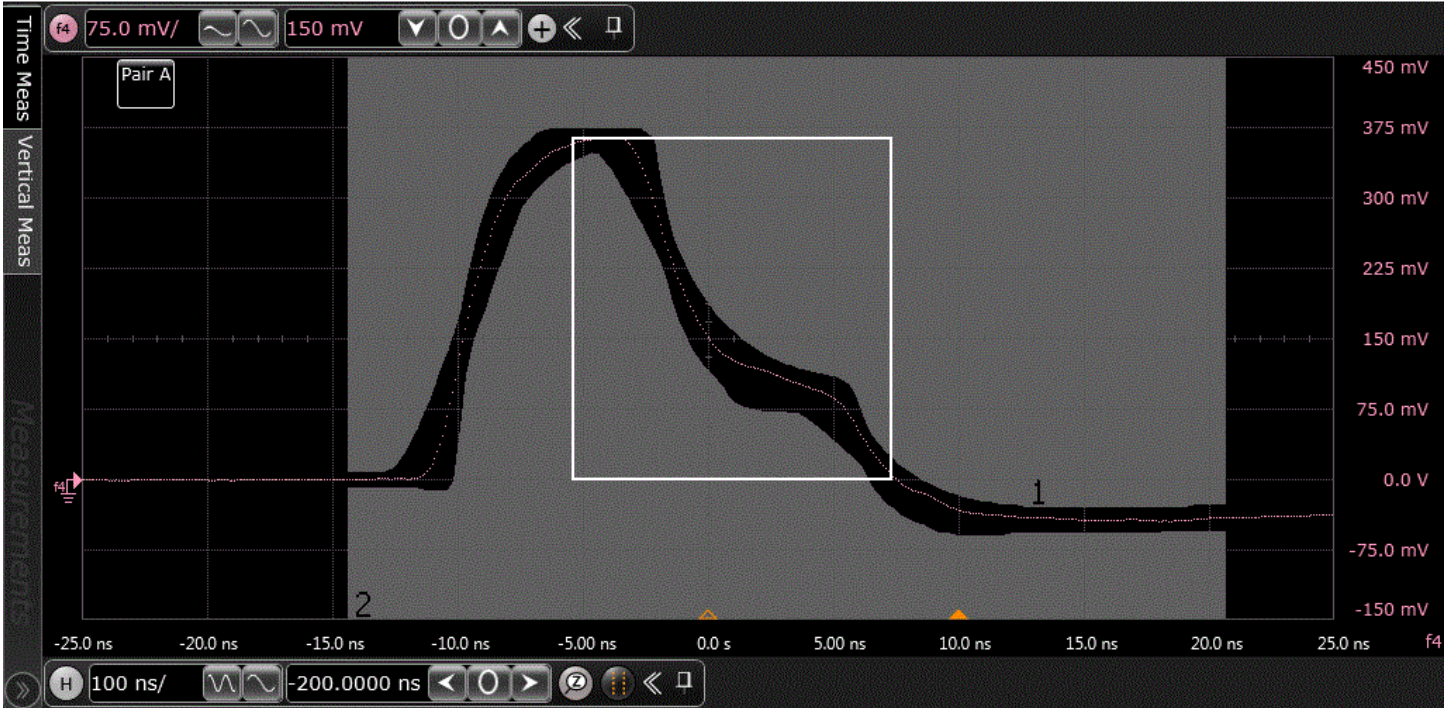 f4 75.0 mV/ 150 mV
Time Meas
Vertical Meas
Measurements
Pair A
450 mV
375 mV
300 mV
225 mV
150 mV
75.0 mV
0.0 V
-75.0 mV
-150 mV
f4
1
2
-25.0 ns -20.0 ns -15.0 ns -10.0 ns -5.00 ns 0.0 s 5.00 ns 10.0 ns 15.0 ns 20.0 ns 25.0 ns f4
H 100 ns/ -200.0000 ns 0 Z